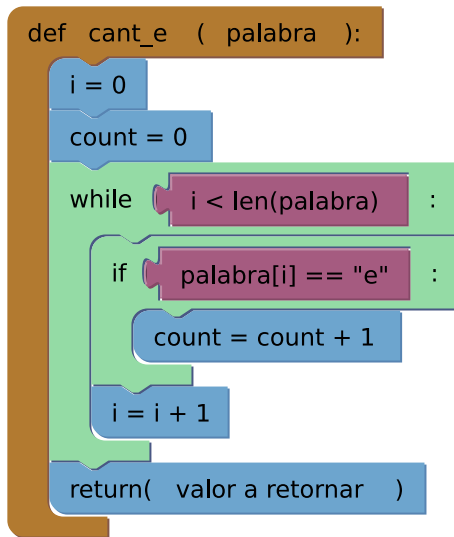 def cant_e ( palabra ):
i = 0
count = 0
while i < len(palabra) :
if palabra[i] == "e" :
count = count + 1
i = i + 1
return( valor a retornar )